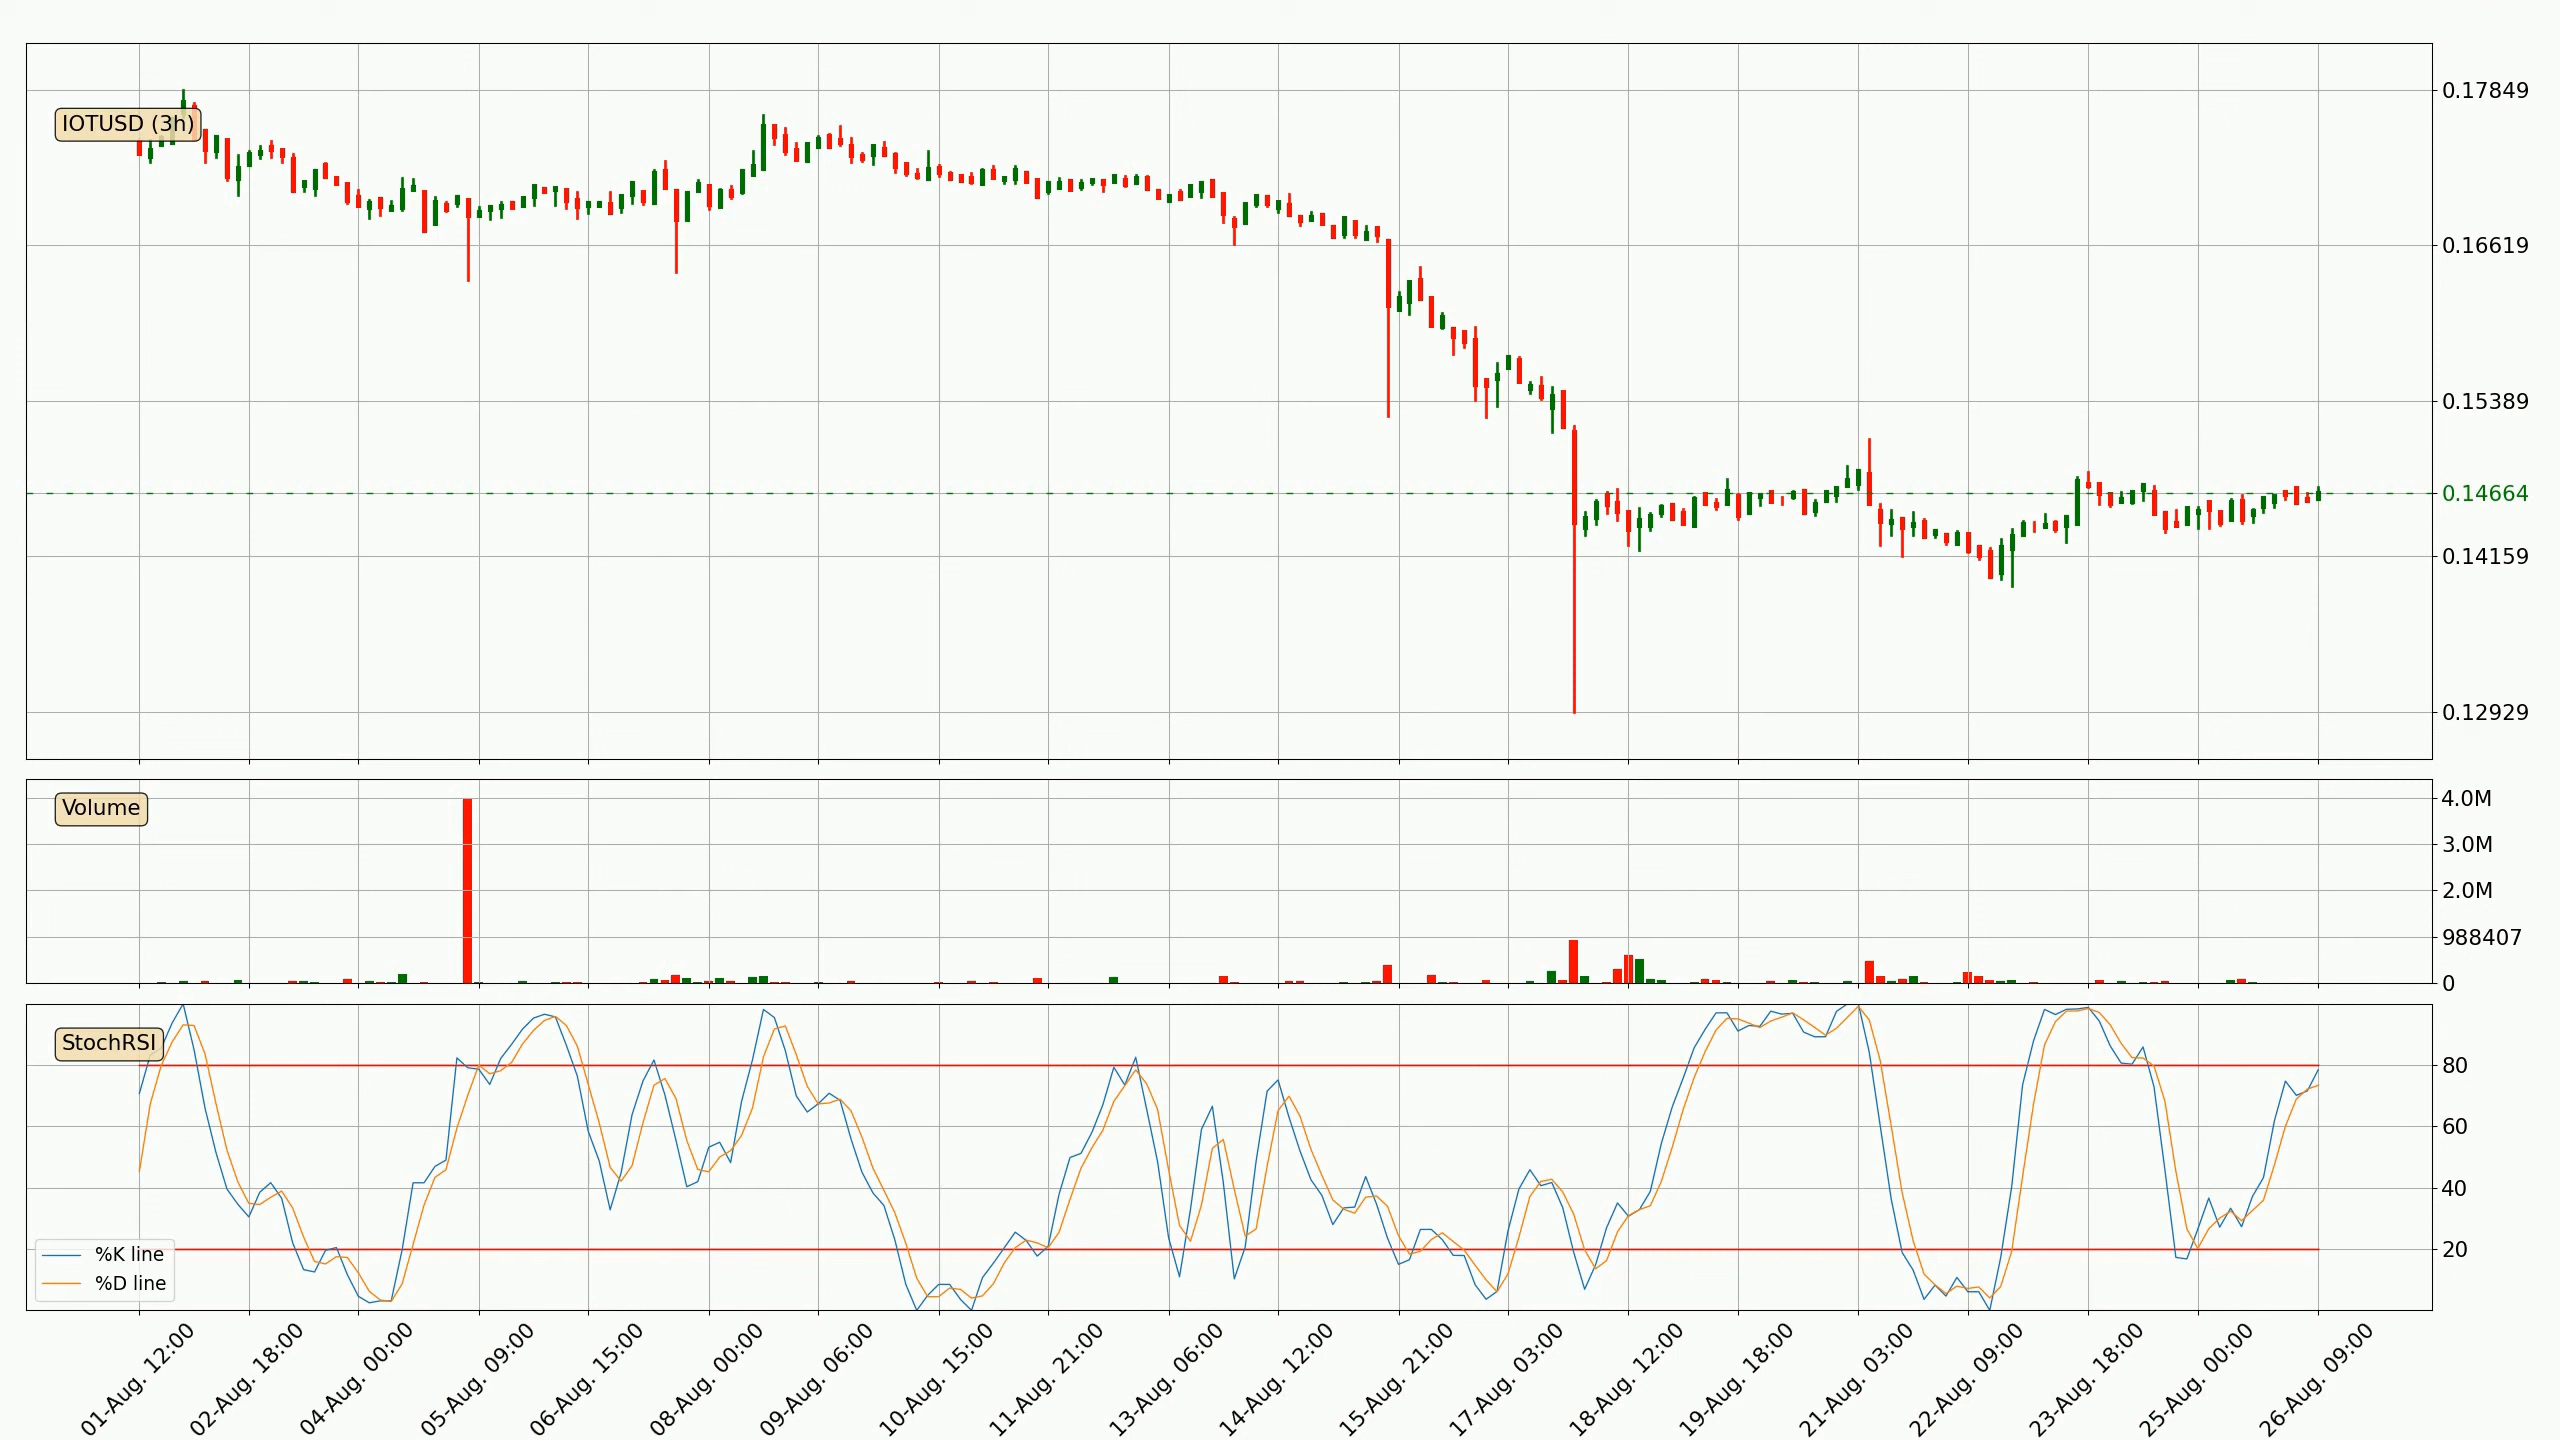 IOTUSD (3h)
0.17849
0.16619
0.15389
0.14664
0.14159
0.12929
Volume
4.0M
3.0M
2.0M
988407
0
StochRSI
80
60
40
20
%K line
%D line
01-Aug. 12:00
02-Aug. 18:00
04-Aug. 00:00
05-Aug. 09:00
06-Aug. 15:00
08-Aug. 00:00
09-Aug. 06:00
10-Aug. 15:00
11-Aug. 21:00
13-Aug. 06:00
14-Aug. 12:00
15-Aug. 21:00
17-Aug. 03:00
18-Aug. 12:00
19-Aug. 18:00
21-Aug. 03:00
22-Aug. 09:00
23-Aug. 18:00
25-Aug. 00:00
26-Aug. 09:00